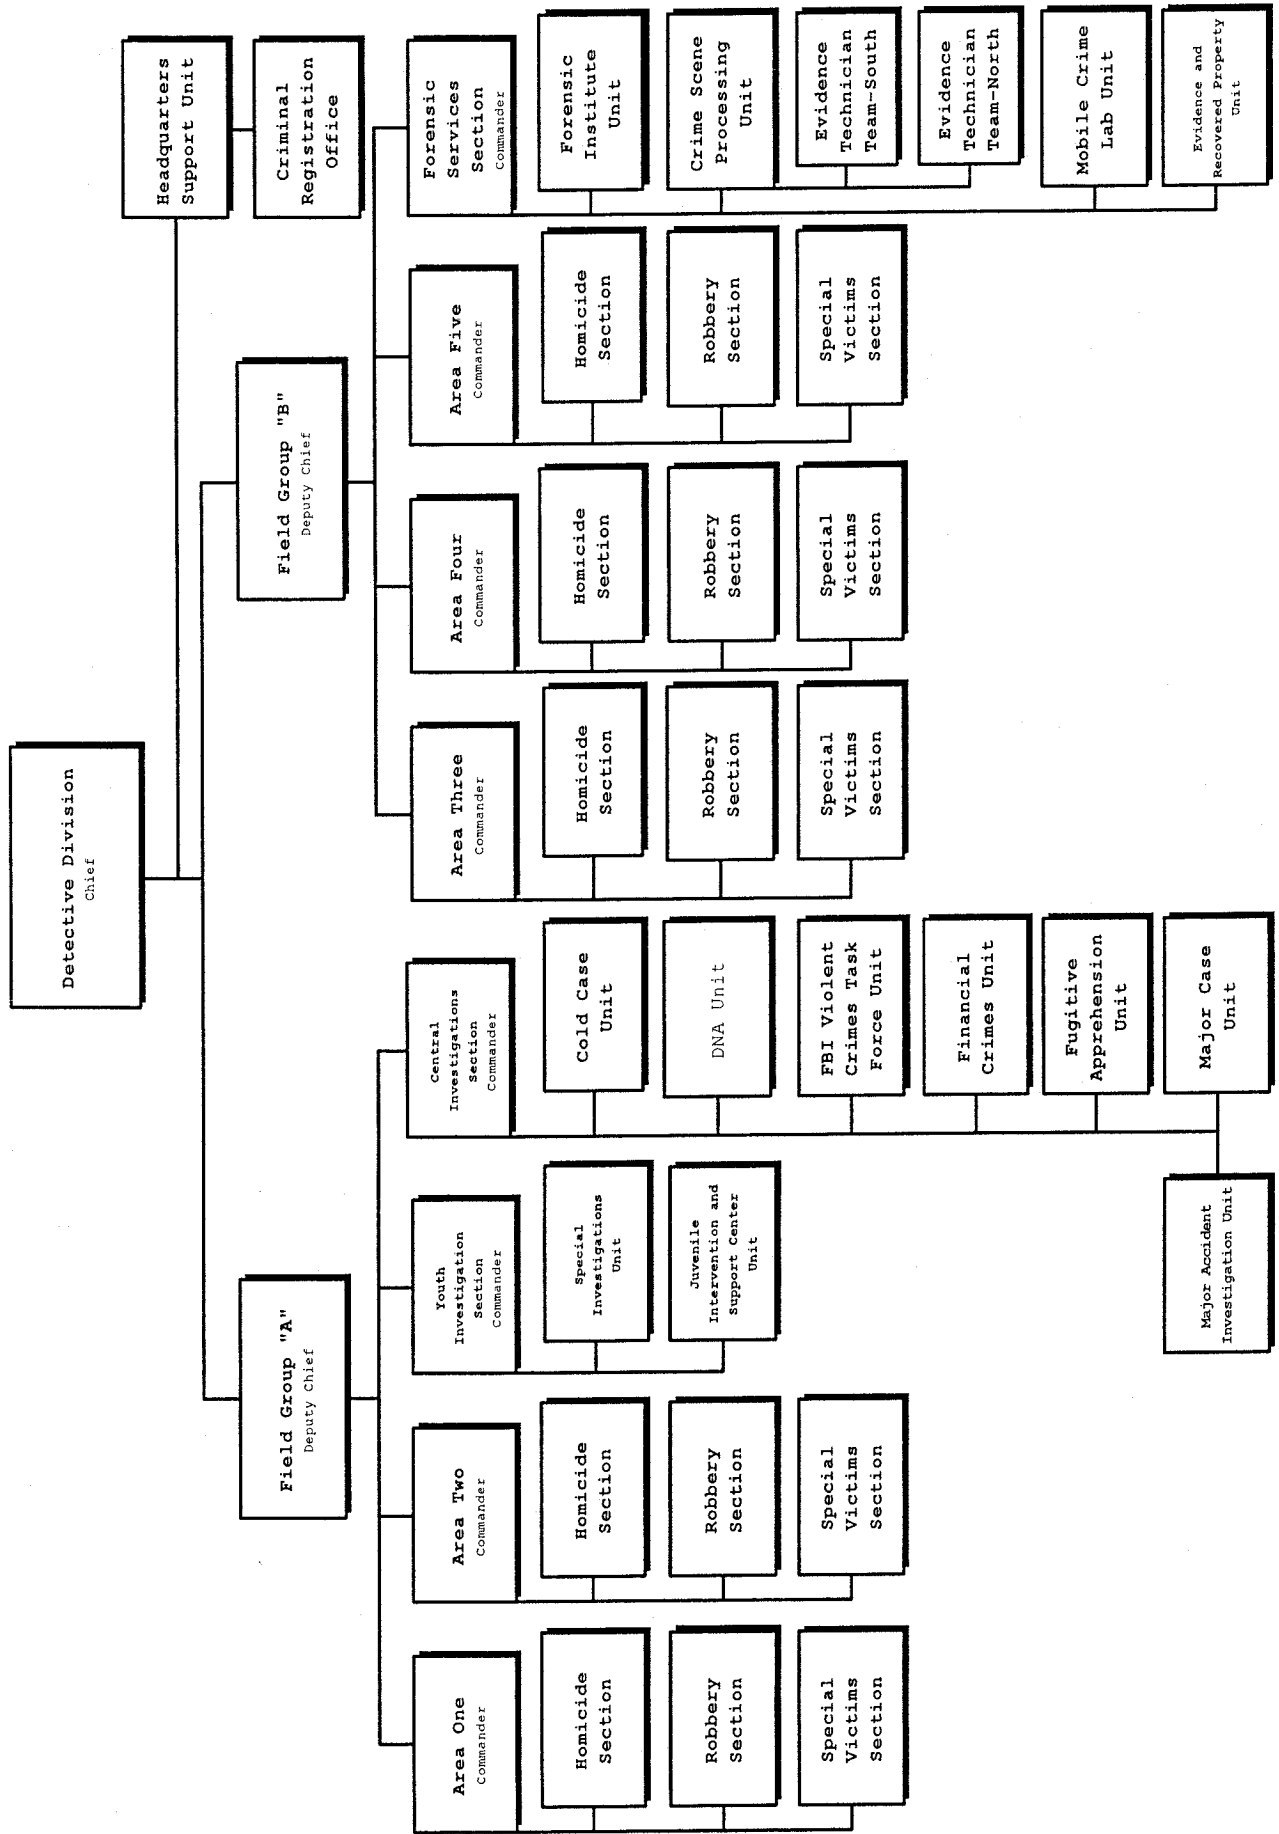 Detective Division
Chief
Headquarters
Support Unit
Criminal
Registration
Office
Field Group "A"
Deputy Chief
Field Group "B"
Deputy Chief
Area One
Commander
Homicide
Section
Robbery
Section
Special
Victims
Section
Area Two
Commander
Homicide
Section
Robbery
Section
Special
Victims
Section
Youth
Investigation
Section
Commander
Special
Investigations
Unit
Juvenile
Intervention and
Support Center
Unit
Central
Investigations
Section
Commander
Cold Case
Unit
DNA Unit
FBI Violent
Crimes Task
Force Unit
Financial
Crimes Unit
Fugitive
Apprehension
Unit
Major Accident
Investigation Unit
Major Case
Unit
Area Three
Commander
Homicide
Section
Robbery
Section
Special
Victims
Section
Area Four
Commander
Homicide
Section
Robbery
Section
Special
Victims
Section
Area Five
Commander
Homicide
Section
Robbery
Section
Special
Victims
Section
Forensic
Services
Section
Commander
Forensic
Institute
Unit
Crime Scene
Processing
Unit
Evidence
Technician
Team-South
Evidence
Technician
Team-North
Mobile Crime
Lab Unit
Evidence and
Recovered Property
Unit